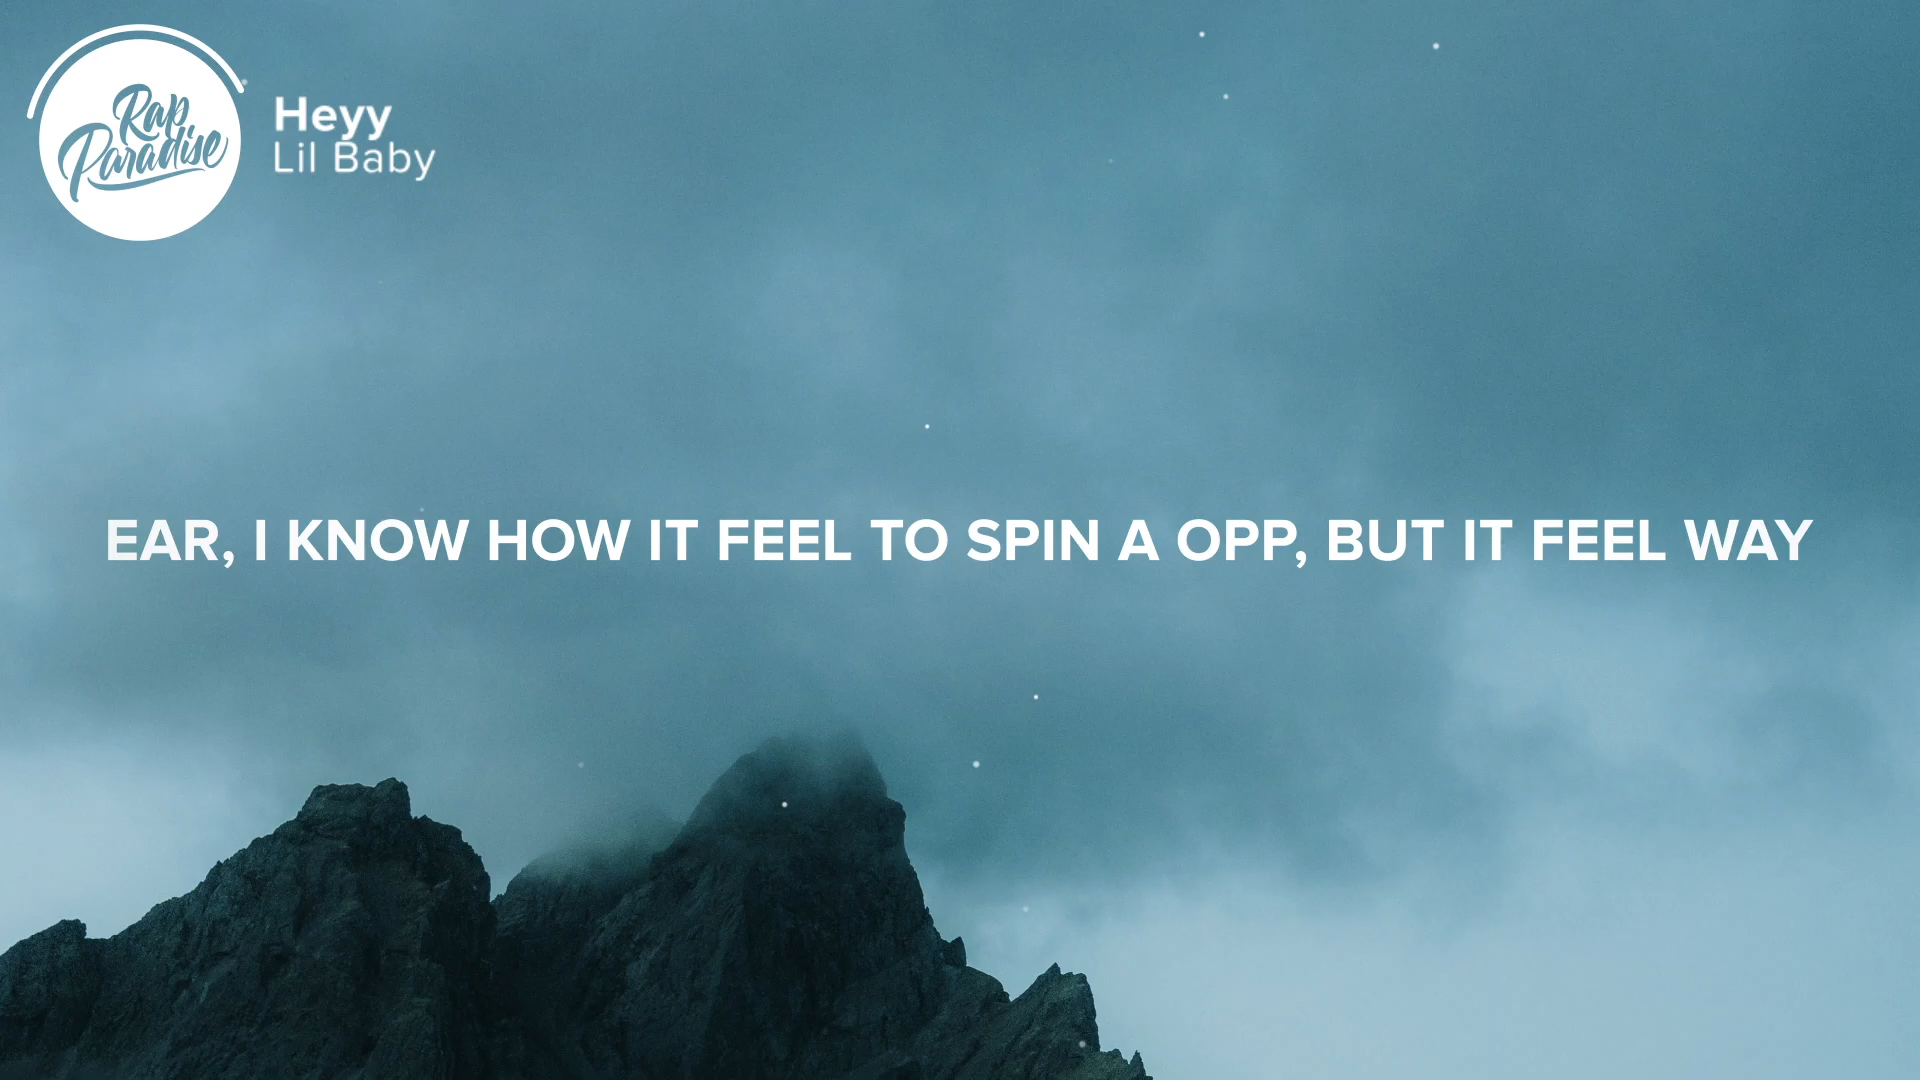 Rap
Paradise
Heyy
Lil Baby
EAR, I KNOW HOW IT FEEL TO SPIN A OPP, BUT IT FEEL WAY